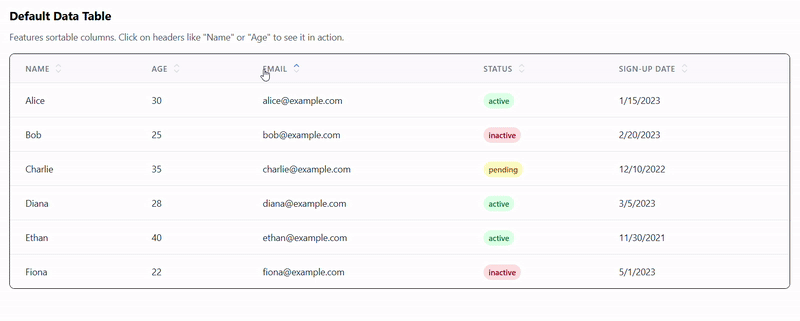 Default Data Table
Features sortable columns. Click on headers like "Name" or "Age" to see it in action.
NAME AGE EMAIL STATUS SIGN-UP DATE
Alice 30 alice@example.com active 1/15/2023
Bob 25 bob@example.com inactive 2/20/2023
Charlie 35 charlie@example.com pending 12/10/2022
Diana 28 diana@example.com active 3/5/2023
Ethan 40 ethan@example.com active 11/30/2021
Fiona 22 fiona@example.com inactive 5/1/2023